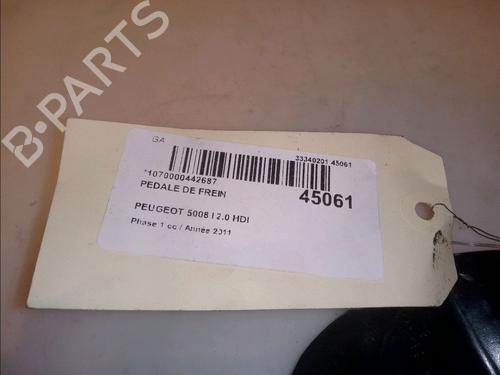 B-PARTS
GA
33340201.45061
*1070000442687
PEDALE DE FREIN
45061
PEUGEOT 5008 I 2.0 HDI
Phase 1 cc / Année 2011